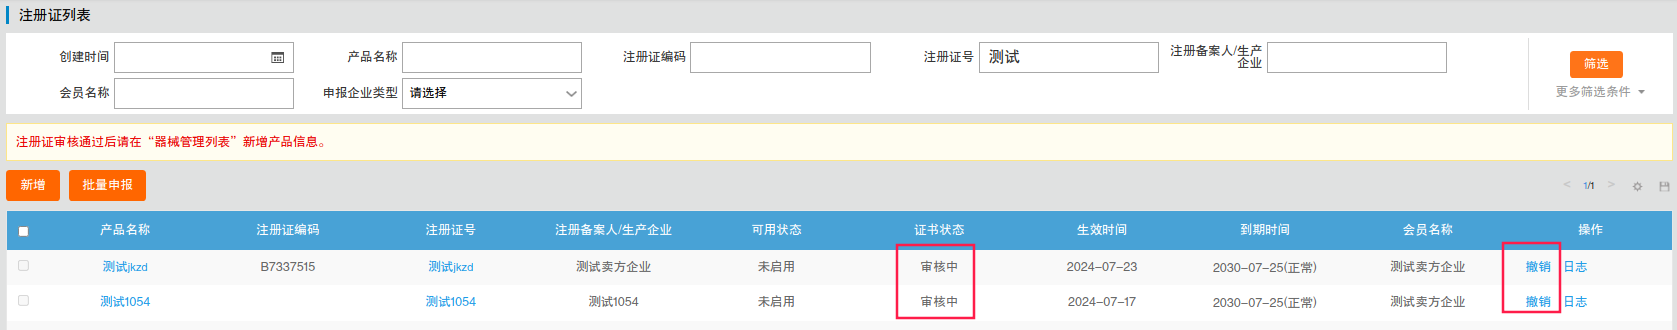 注册证列表
创建时间 产品名称 注册证编码 注册证号 测试 注册备案人/生产企业 筛选
会员名称 申报企业类型 请选择 更多筛选条件
注册证审核通过后请在“器械管理列表”新增产品信息。
新增 批量申报 < 1/1 >
产品名称 注册证编码 注册证号 注册备案人/生产企业 可用状态 证书状态 生效时间 到期时间 会员名称 操作
测试jkzd B7337515 测试jkzd 测试卖方企业 未启用 审核中 2024-07-23 2030-07-25(正常) 测试卖方企业 撤销 日志
测试1054 测试1054 测试1054 未启用 审核中 2024-07-17 2030-07-25(正常) 测试卖方企业 撤销 日志